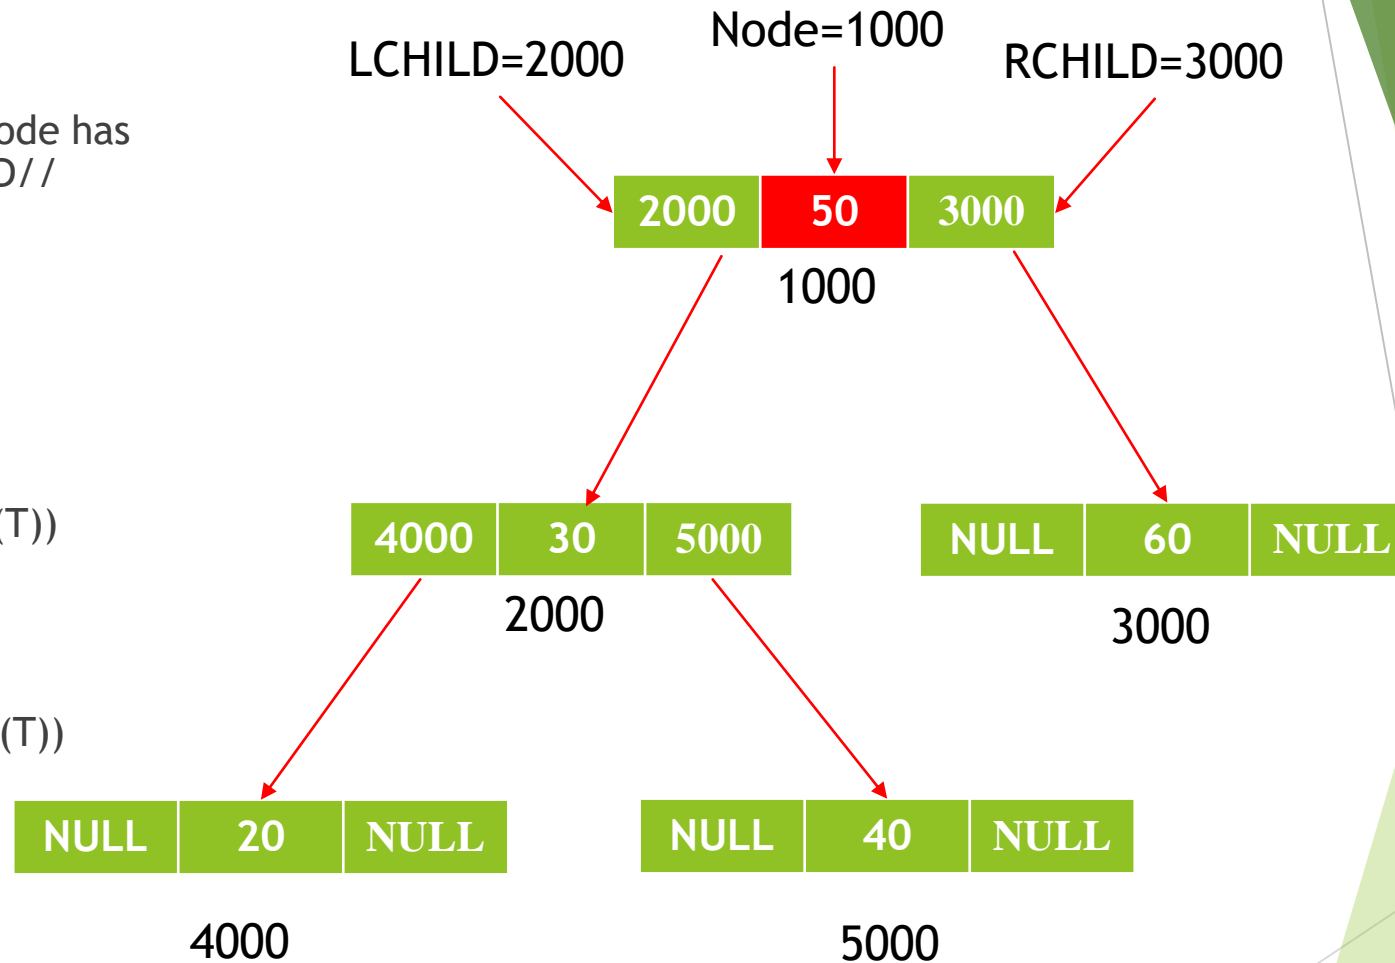 Node=1000
LCHILD=2000
RCHILD=3000
ode has
D//
2000 50 3000
1000
(T))
4000 30 5000
NULL 60 NULL
2000
3000
(T))
NULL 20 NULL
NULL 40 NULL
4000
5000